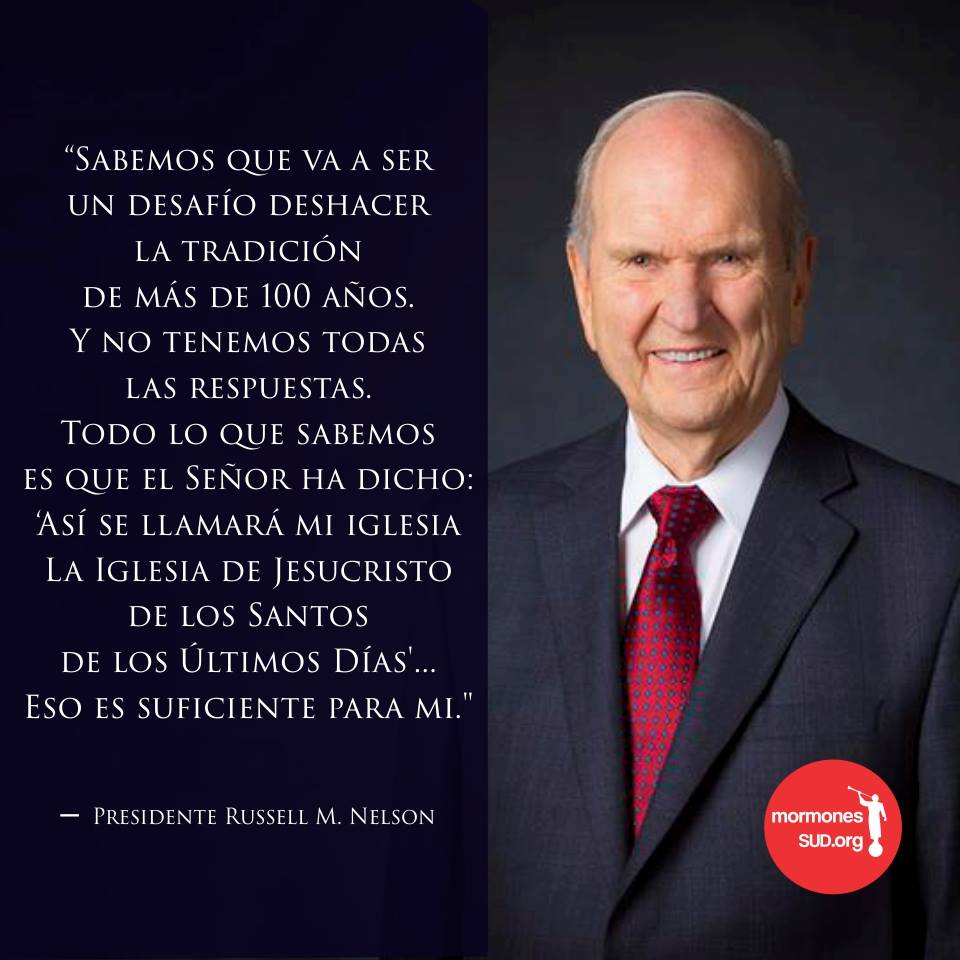 “Sabemos que va a ser
un desafío deshacer
la tradición
de más de 100 años.
Y no tenemos todas
las respuestas.
Todo lo que sabemos
es que el Señor ha dicho:
‘Así se llamará mi iglesia
La Iglesia de Jesucristo
de los Santos
de los Últimos Días'...
Eso es suficiente para mi."
— Presidente Russell M. Nelson
mormones
SUD.org